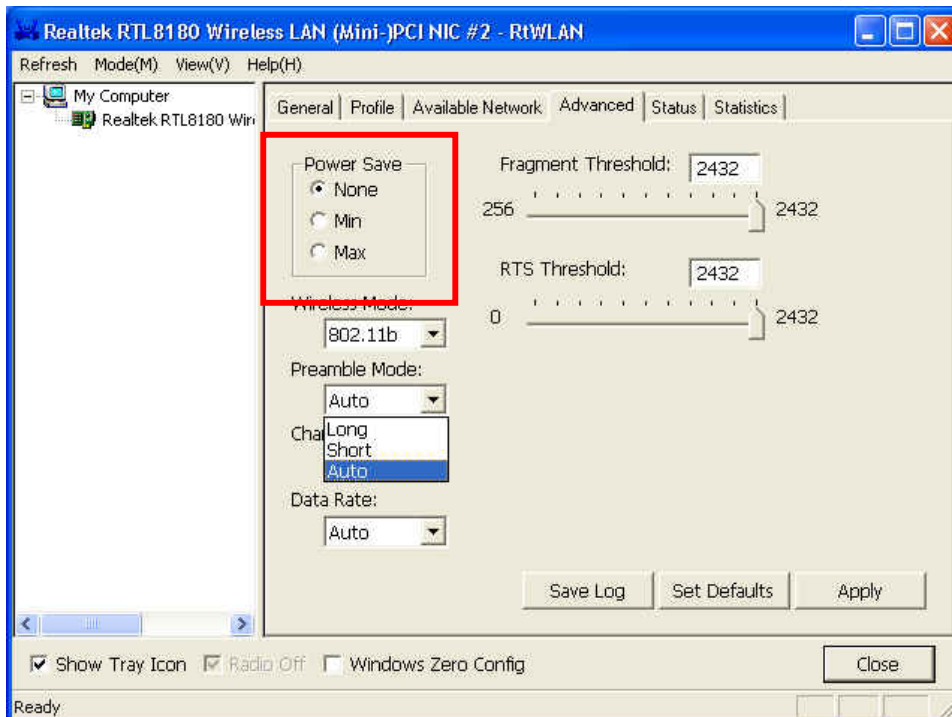 Realtek RTL8180 Wireless LAN (Mini-)PCI NIC #2 - RtWLAN
Refresh Mode(M) View(V) Help(H)
My Computer
Realtek RTL8180
General Profile Available Network Advanced Status Statistics
Power Save
None
Min
Max
Fragment Threshold: 2432
256 2432
RTS Threshold: 2432
0 2432
Wireless Mode:
802.11b
Preamble Mode:
Auto
Long
Short
Auto
Data Rate:
Auto
Save Log Set Defaults Apply
Show Tray Icon Radio Off Windows Zero Config Close
Ready